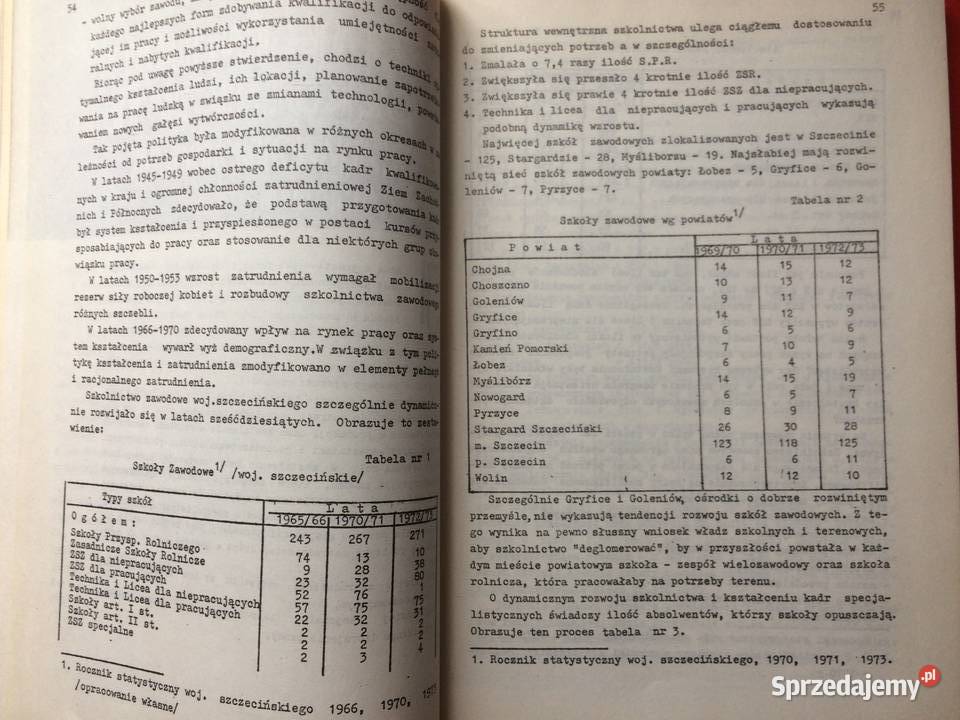 54
- wolny wybór zawodu,
każdego najlepszych form zdobywania kwalifikacji do odpowia-
jącej im pracy i możliwości wykorzystania umiejętności
ralnych i nabytych kwalifikacji.
Biorąc pod uwagę powyższe stwierdzenie, chodzi o techniki
tymalnego kształcenia ludzi, ich lokacji, planowanie zapotrze-
wania na pracę ludzką w związku ze zmianami technologii,
waniem nowych gałęzi wytwórczości.
Tak pojęta polityka była modyfikowana w różnych okresach w
leżności od potrzeb gospodarki i sytuacji na rynku pracy.
W latach 1945-1949 wobec ostrego deficytu kadr kwalifikowa-
nych w kraju i ogromnej chłonności zatrudnieniowej Ziem Zachod-
nich i Północnych zdecydowało, że podstawą przygotowania kadr
był system kształcenia i przyspieszonego w postaci kursów przy-
sposabiających do pracy oraz stosowanie dla niektórych grup obo-
wiązku pracy.
W latach 1950-1953 wzrost zatrudnienia wymagał mobilizacji
rezerw siły roboczej kobiet i rozbudowy szkolnictwa zawodowego
różnych szczebli.
W latach 1966-1970 zdecydowany wpływ na rynek pracy oraz sys-
tem kształcenia wywarł wyż demograficzny.W związku z tym poli-
tykę kształcenia i zatrudnienia zmodyfikowano w elementy pełnego
i racjonalnego zatrudnienia.
Szkolnictwo zawodowe woj.szczecińskiego szczególnie dynamicz-
nie rozwijało się w latach sześćdziesiątych. Obrazuje to zesta-
wienie:
Tabela nr 1
Szkoły Zawodowe1/ /woj. szczecińskie/
Typy szkół L a t a
1965/66 1970/71 1972/73
O g ó ł e m : 243 267 271
Szkoły Przysp. Rolniczego 74 13 10
Zasadnicze Szkoły Rolnicze 9 28 38
ZSZ dla niepracujących 23 32 80
ZSZ dla pracujących 52 76 1
Technika i Licea dla niepracujących 57 75 75
Technika i Licea dla pracujących 22 32 31
Szkoły art. I st. 2 2 2
Szkoły art. II st. 2 2 2
ZSZ specjalne 2 3 4
1. Rocznik statystyczny woj. szczecińskiego 1966, 1970, 1973
/opracowanie własne/
55
Struktura wewnętrzna szkolnictwa ulega ciągłemu dostosowaniu
do zmieniających potrzeb a w szczególności:
1. Zmalała o 7,4 razy ilość S.P.R.
2. Zwiększyła się przeszło 4 krotnie ilość ZSR.
3. Zwiększyła się prawie 4 krotnie ilość ZSZ dla niepracujących.
4. Technika i licea dla niepracujących i pracujących wykazują
podobną dynamikę wzrostu.
Najwięcej szkół zawodowych zlokalizowanych jest w Szczecinie
- 125, Stargardzie - 28, Myśliborzu - 19. Najsłabiej mają rozwi-
niętą sieć szkół zawodowych powiaty: Łobez - 5, Gryfice - 6, Go-
leniów - 7, Pyrzyce - 7.
Tabela nr 2
Szkoły zawodowe wg powiatów1/
P o w i a t L a t a
1969/70 1970/71 1972/73
Chojna 14 15 12
Choszczno 10 13 12
Goleniów 9 11 7
Gryfice 14 12 9
Gryfino 6 5 6
Kamień Pomorski 7 10 9
Łobez 6 4 5
Myślibórz 14 15 19
Nowogard 6 5 7
Pyrzyce 8 9 11
Stargard Szczeciński 26 30 28
m. Szczecin 123 118 125
p. Szczecin 6 6 11
Wolin 12 12 10
Szczególnie Gryfice i Goleniów, ośrodki o dobrze rozwiniętym
przemyśle,nie wykazują tendencji rozwoju szkół zawodowych. Z te-
go wynika na pewno słuszny wniosek władz szkolnych i terenowych,
aby szkolnictwo "deglomerować", by w przyszłości powstała w każ-
dym mieście powiatowym szkoła - zespół wielozawodowy oraz szkoła
rolnicza, która pracowałaby na potrzeby terenu.
O dynamicznym rozwoju szkolnictwa i kształceniu kadr specja-
listycznych świadczy ilość absolwentów, którzy szkoły opuszczają.
Obrazuje ten proces tabela nr 3.
1. Rocznik statystyczny woj. szczecińskiego, 1970, 1971, 1973.
Sprzedajemy.pl